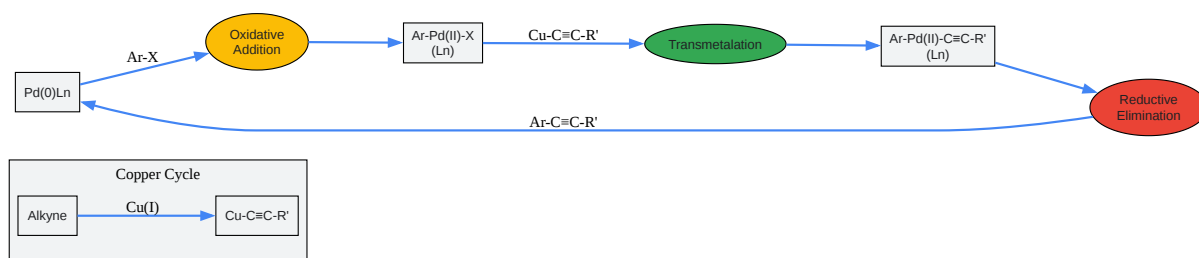 Pd(0)Ln
Ar-X
Oxidative
Addition
Ar-Pd(II)-X
(Ln)
Cu-C≡C-R'
Transmetalation
Ar-Pd(II)-C≡C-R'
(Ln)
Reductive
Elimination
Ar-C≡C-R'
Copper Cycle
Alkyne
Cu(I)
Cu-C≡C-R'